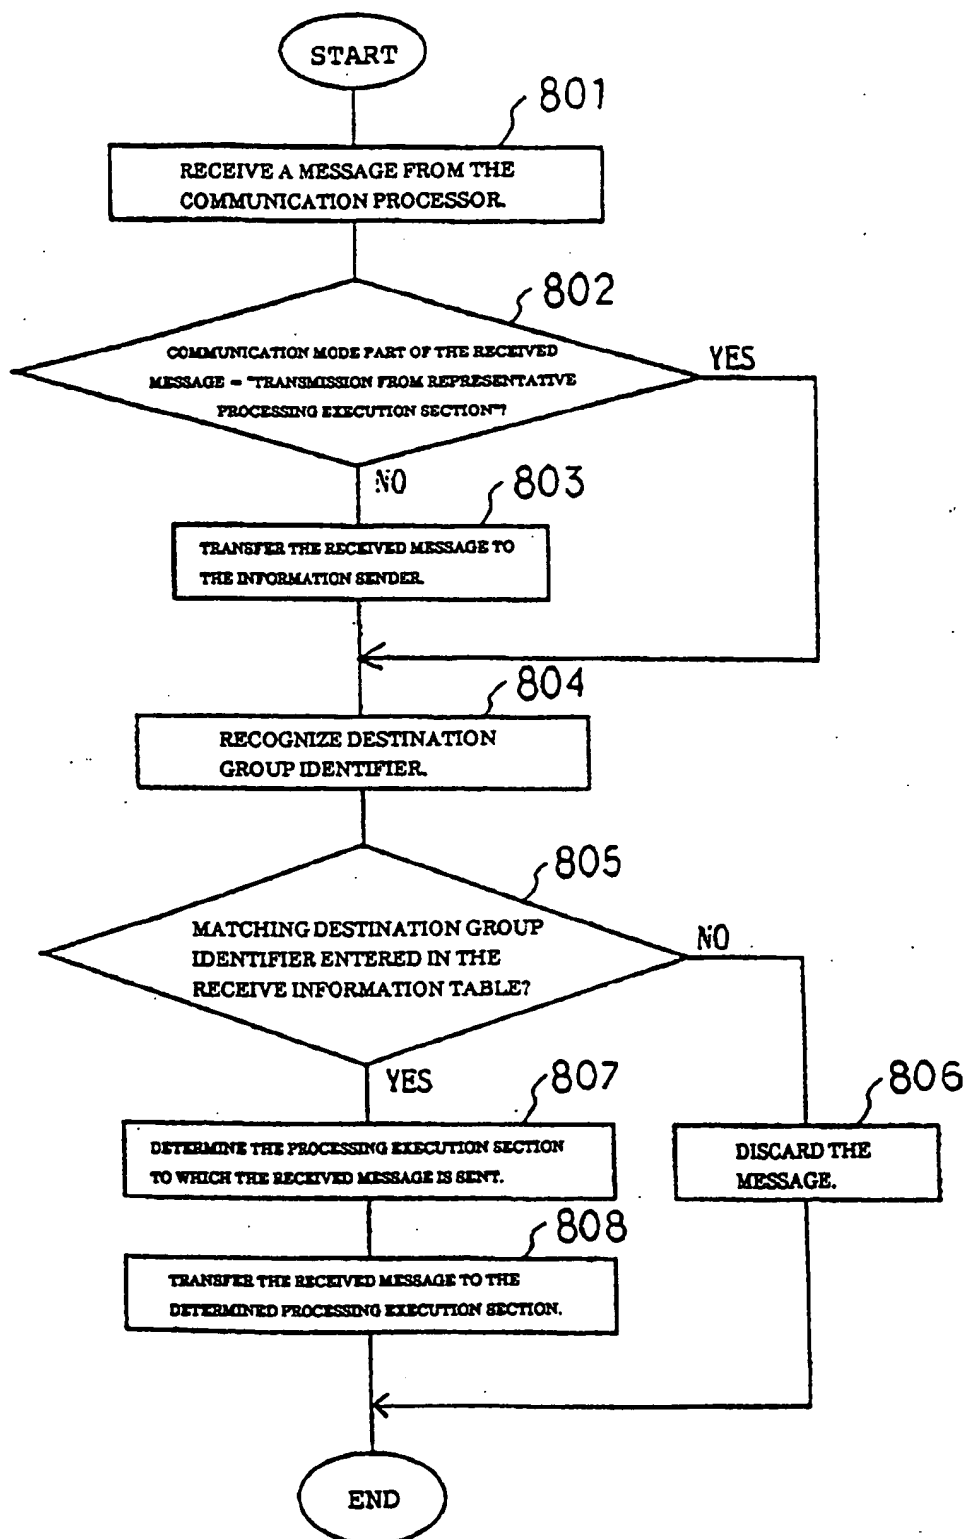 START
801
RECEIVE A MESSAGE FROM THE
COMMUNICATION PROCESSOR.
802
COMMUNICATION MODE PART OF THE RECEIVED
MESSAGE = "TRANSMISSION FROM REPRESENTATIVE
PROCESSING EXECUTION SECTION"?
YES
NO
803
TRANSFER THE RECEIVED MESSAGE TO
THE INFORMATION SENDER.
804
RECOGNIZE DESTINATION
GROUP IDENTIFIER.
805
MATCHING DESTINATION GROUP
IDENTIFIER ENTERED IN THE
RECEIVE INFORMATION TABLE?
NO
YES
807
DETERMINE THE PROCESSING EXECUTION SECTION
TO WHICH THE RECEIVED MESSAGE IS SENT.
806
DISCARD THE
MESSAGE.
808
TRANSFER THE RECEIVED MESSAGE TO THE
DETERMINED PROCESSING EXECUTION SECTION.
END